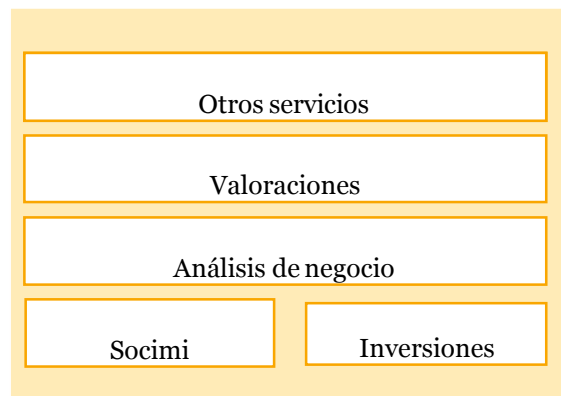 Otros servicios
Valoraciones
Análisis de negocio
Socimi
Inversiones